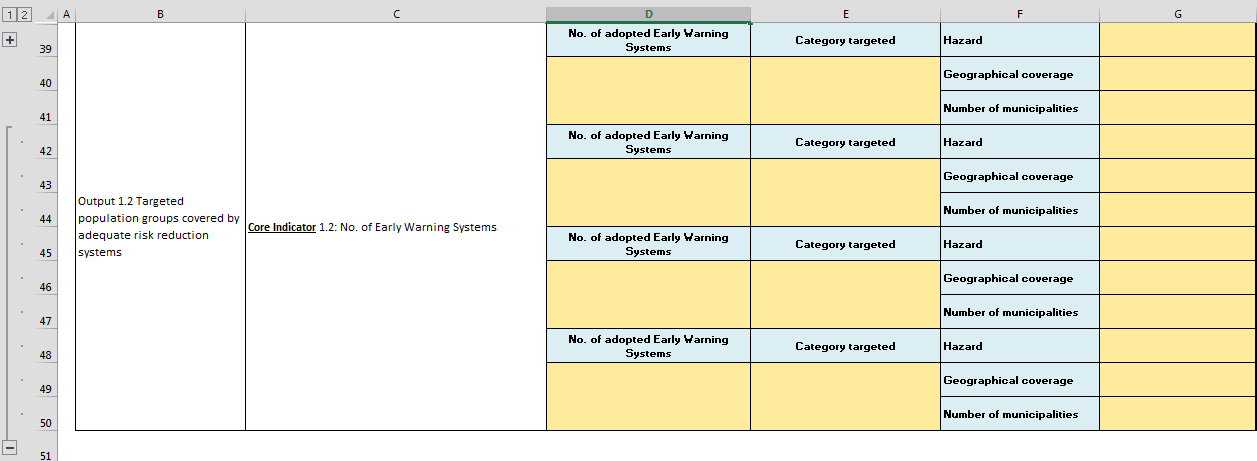 1 2 A B C D E F G
39 No. of adopted Early Warning Systems Category targeted Hazard
40 Geographical coverage
41 Number of municipalities
42 No. of adopted Early Warning Systems Category targeted Hazard
43 Geographical coverage
44 Number of municipalities
Output 1.2 Targeted
population groups covered by
adequate risk reduction
systems
Core Indicator 1.2: No. of Early Warning Systems
45 No. of adopted Early Warning Systems Category targeted Hazard
46 Geographical coverage
47 Number of municipalities
48 No. of adopted Early Warning Systems Category targeted Hazard
49 Geographical coverage
50 Number of municipalities
51